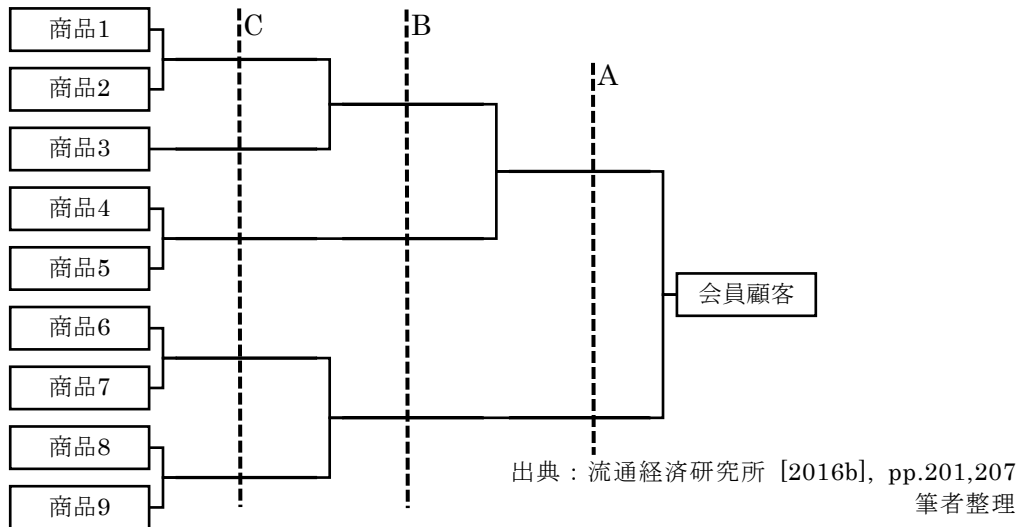 商品1
商品2
商品3
商品4
商品5
商品6
商品7
商品8
商品9
C
B
A
会員顧客
出典：流通経済研究所 [2016b], pp.201,207
筆者整理